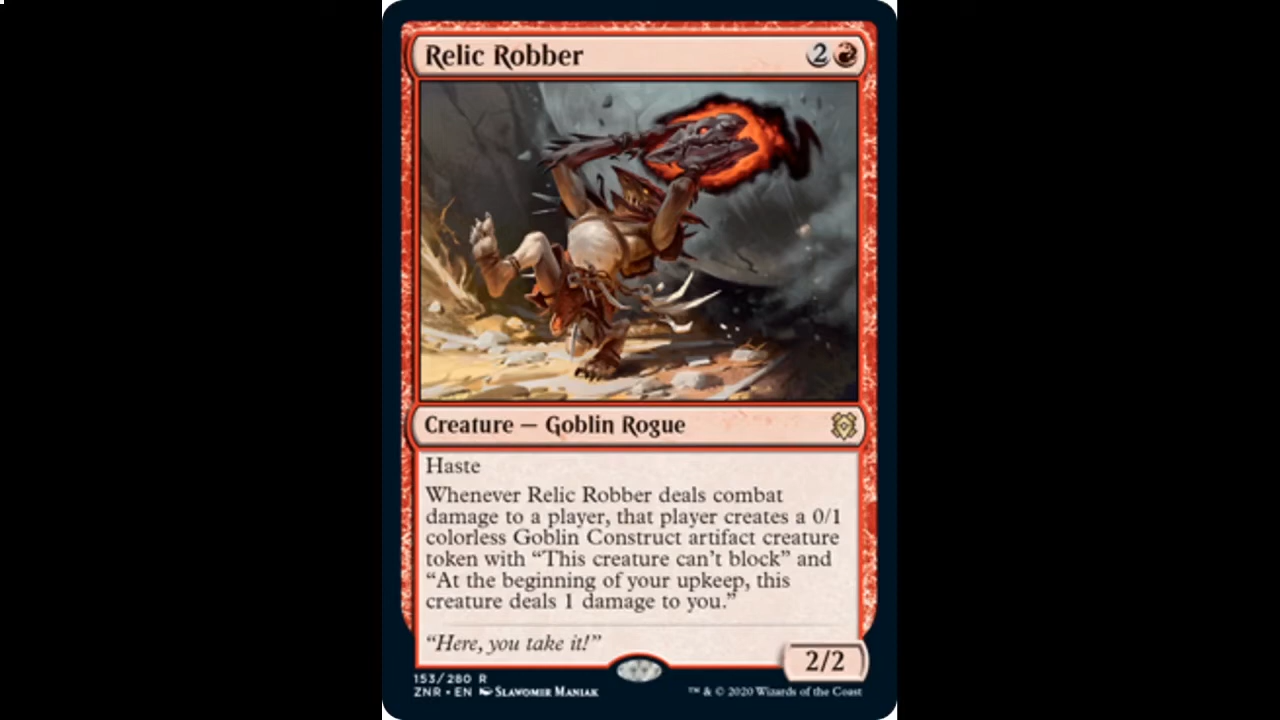 Relic Robber 2
Creature — Goblin Rogue
Haste
Whenever Relic Robber deals combat
damage to a player, that player creates a 0/1
colorless Goblin Construct artifact creature
token with “This creature can’t block” and
“At the beginning of your upkeep, this
creature deals 1 damage to you.”
“Here, you take it!”
2/2
153/280 R
ZNR • EN Slawomir Maniak ™ & © 2020 Wizards of the Coast